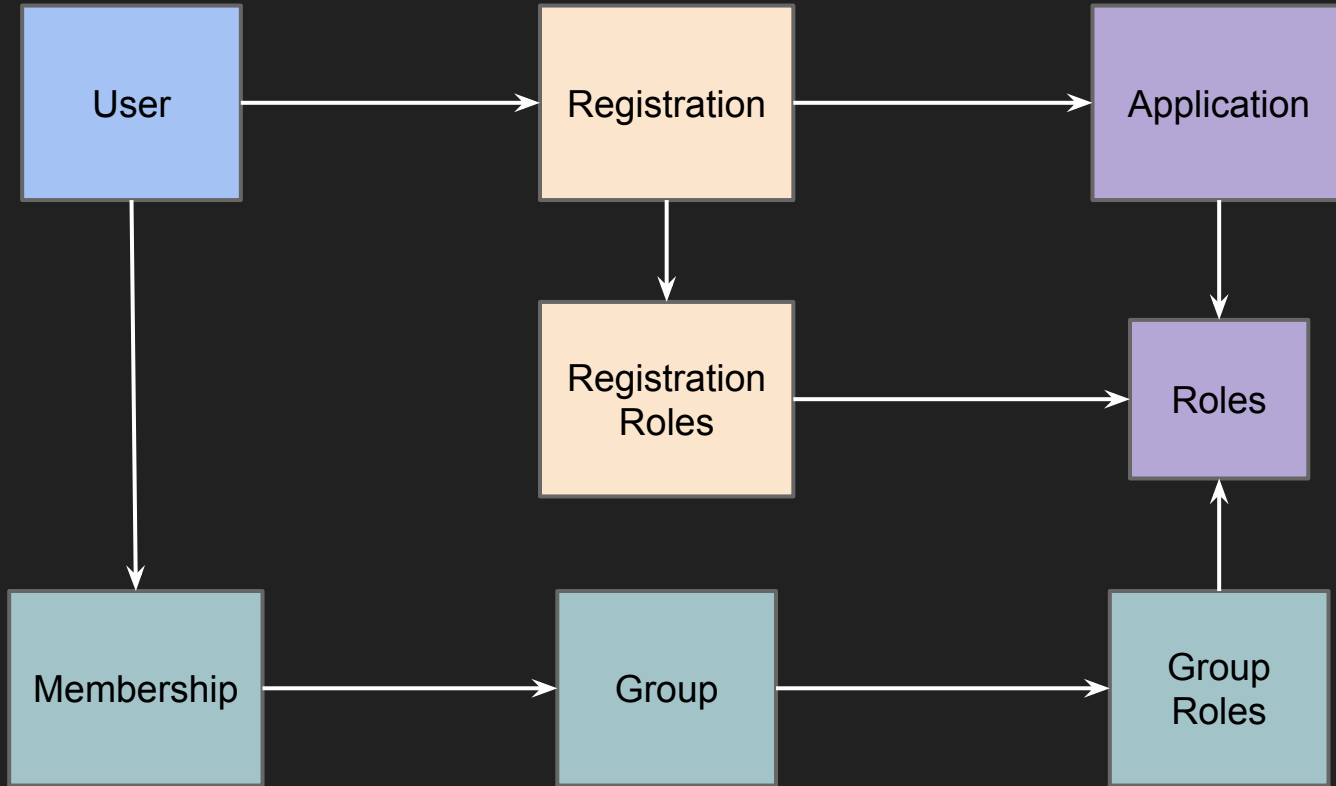 User
Registration
Application
Registration
Roles
Roles
Membership
Group
Group
Roles